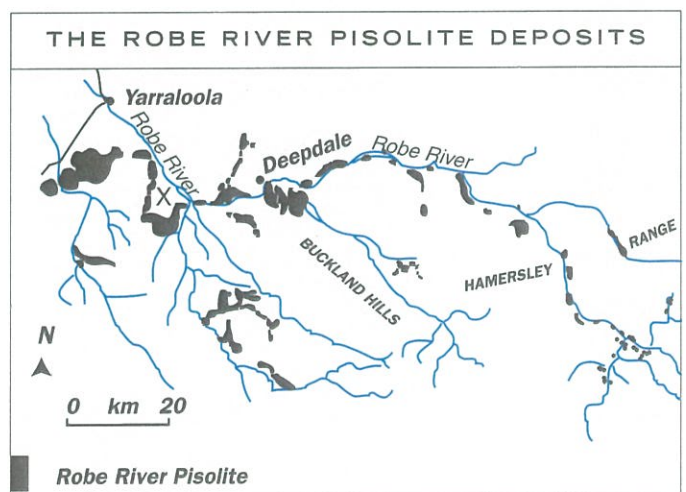 THE ROBE RIVER PISOLITE DEPOSITS
Yarraloola
Robe River
Deepdale
Robe River
X
BUCKLAND HILLS
HAMERSLEY
RANGE
N
0 km 20
Robe River Pisolite